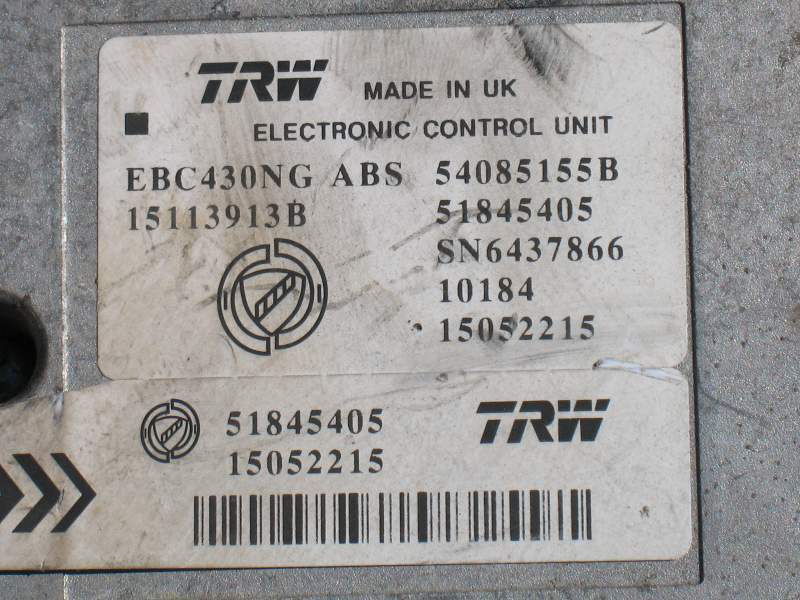 TRW MADE IN UK
ELECTRONIC CONTROL UNIT
EBC430NG ABS 54085155B
15113913B 51845405
SN6437866
10184
15052215
51845405 TRW
15052215